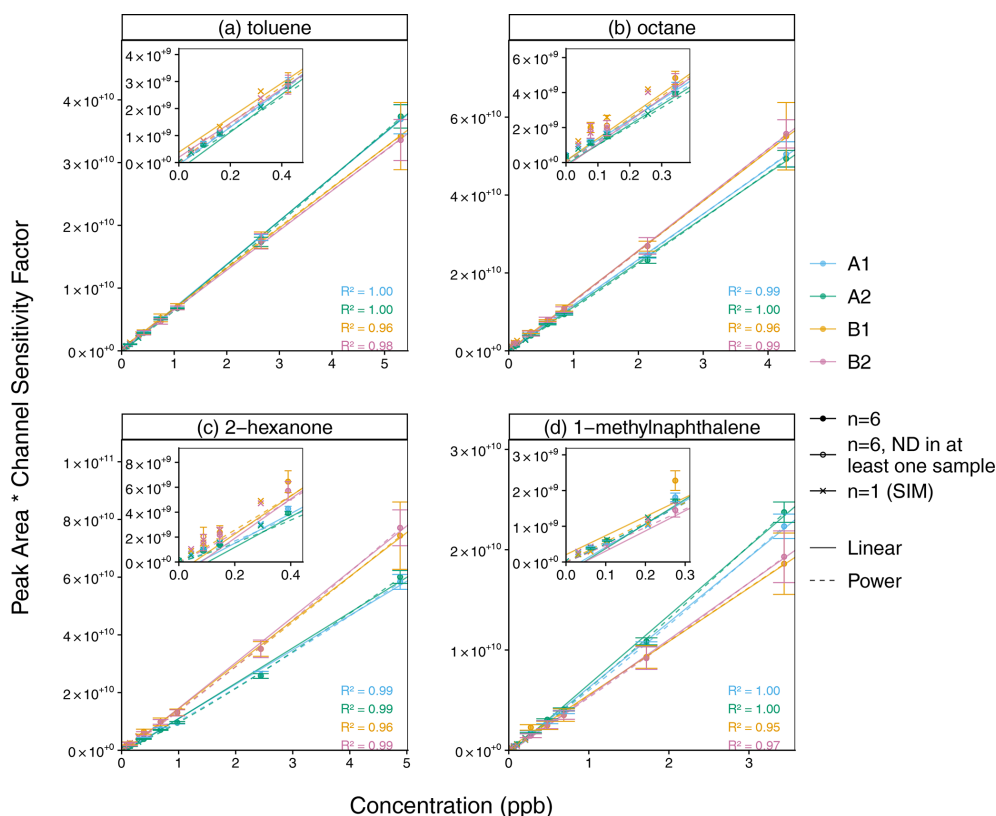 (a) toluene
(b) octane
4×10⁺⁹
3×10⁺⁹
2×10⁺⁹
1×10⁺⁹
0×10⁺⁰
0.0 0.2 0.4
6×10⁺⁹
4×10⁺⁹
2×10⁺⁹
0×10⁺⁰
0.0 0.1 0.2 0.3
4×10⁺¹⁰
3×10⁺¹⁰
2×10⁺¹⁰
1×10⁺¹⁰
0×10⁺⁰
0 1 2 3 4 5
R² = 1.00
R² = 1.00
R² = 0.96
R² = 0.98
6×10⁺¹⁰
4×10⁺¹⁰
2×10⁺¹⁰
0×10⁺⁰
0 1 2 3 4
R² = 0.99
R² = 1.00
R² = 0.96
R² = 0.99
(c) 2−hexanone
(d) 1−methylnaphthalene
8×10⁺⁹
6×10⁺⁹
4×10⁺⁹
2×10⁺⁹
0×10⁺⁰
0.0 0.1 0.2 0.3 0.4
3×10⁺⁹
2×10⁺⁹
1×10⁺⁹
0×10⁺⁰
0.0 0.1 0.2 0.3
1×10⁺¹¹
8×10⁺¹⁰
6×10⁺¹⁰
4×10⁺¹⁰
2×10⁺¹⁰
0×10⁺⁰
0 1 2 3 4 5
R² = 0.99
R² = 0.99
R² = 0.96
R² = 0.99
3×10⁺¹⁰
2×10⁺¹⁰
1×10⁺¹⁰
0×10⁺⁰
0 1 2 3
R² = 1.00
R² = 1.00
R² = 0.95
R² = 0.97
Peak Area * Channel Sensitivity Factor
Concentration (ppb)
A1
A2
B1
B2
n=6
n=6, ND in at
least one sample
n=1 (SIM)
Linear
Power